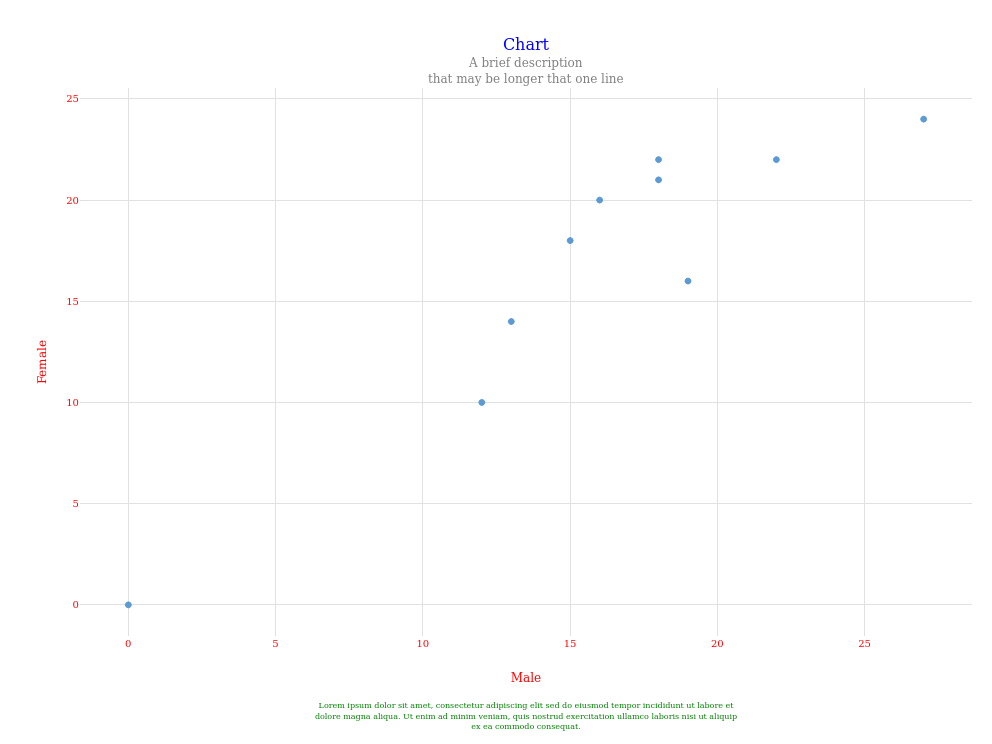 Chart
A brief description
that may be longer that one line
25
20
15
10
5
0
Female
0 5 10 15 20 25
Male
Lorem ipsum dolor sit amet, consectetur adipiscing elit sed do eiusmod tempor incididunt ut labore et
dolore magna aliqua. Ut enim ad minim veniam, quis nostrud exercitation ullamco laboris nisi ut aliquip
ex ea commodo consequat.